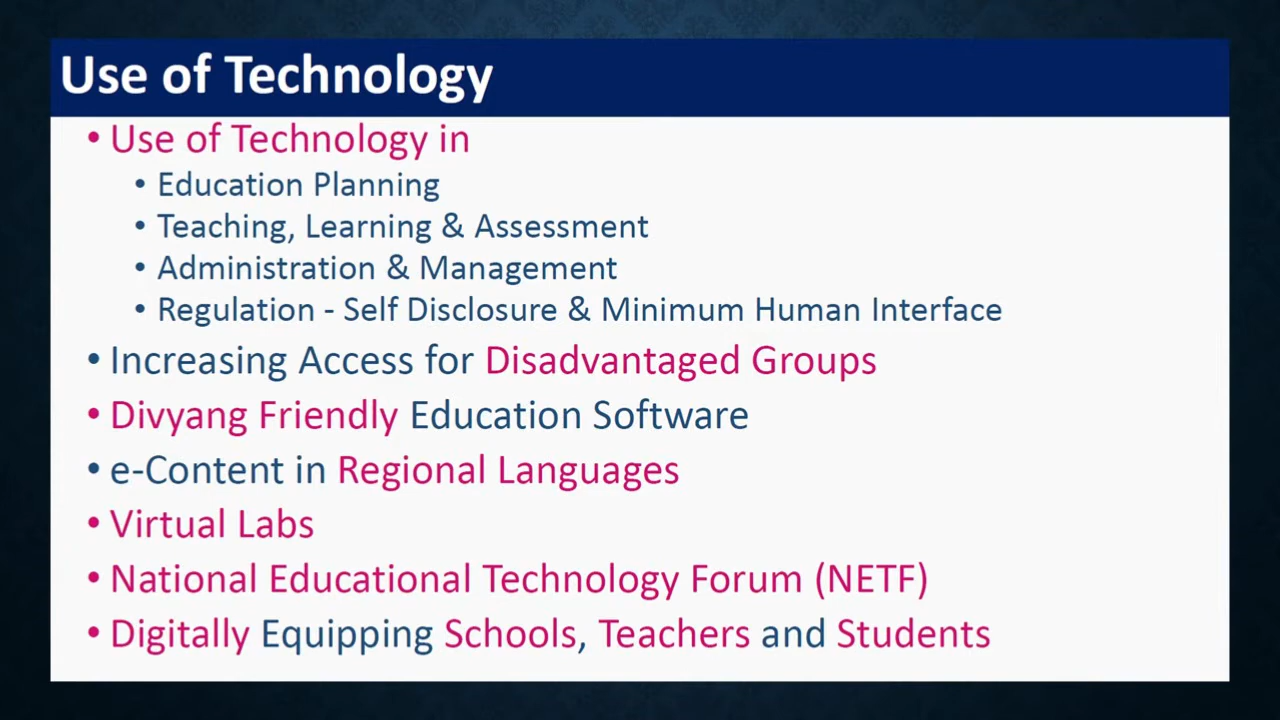 Use of Technology
• Use of Technology in
• Education Planning
• Teaching, Learning & Assessment
• Administration & Management
• Regulation - Self Disclosure & Minimum Human Interface
• Increasing Access for Disadvantaged Groups
• Divyang Friendly Education Software
• e-Content in Regional Languages
• Virtual Labs
• National Educational Technology Forum (NETF)
• Digitally Equipping Schools, Teachers and Students